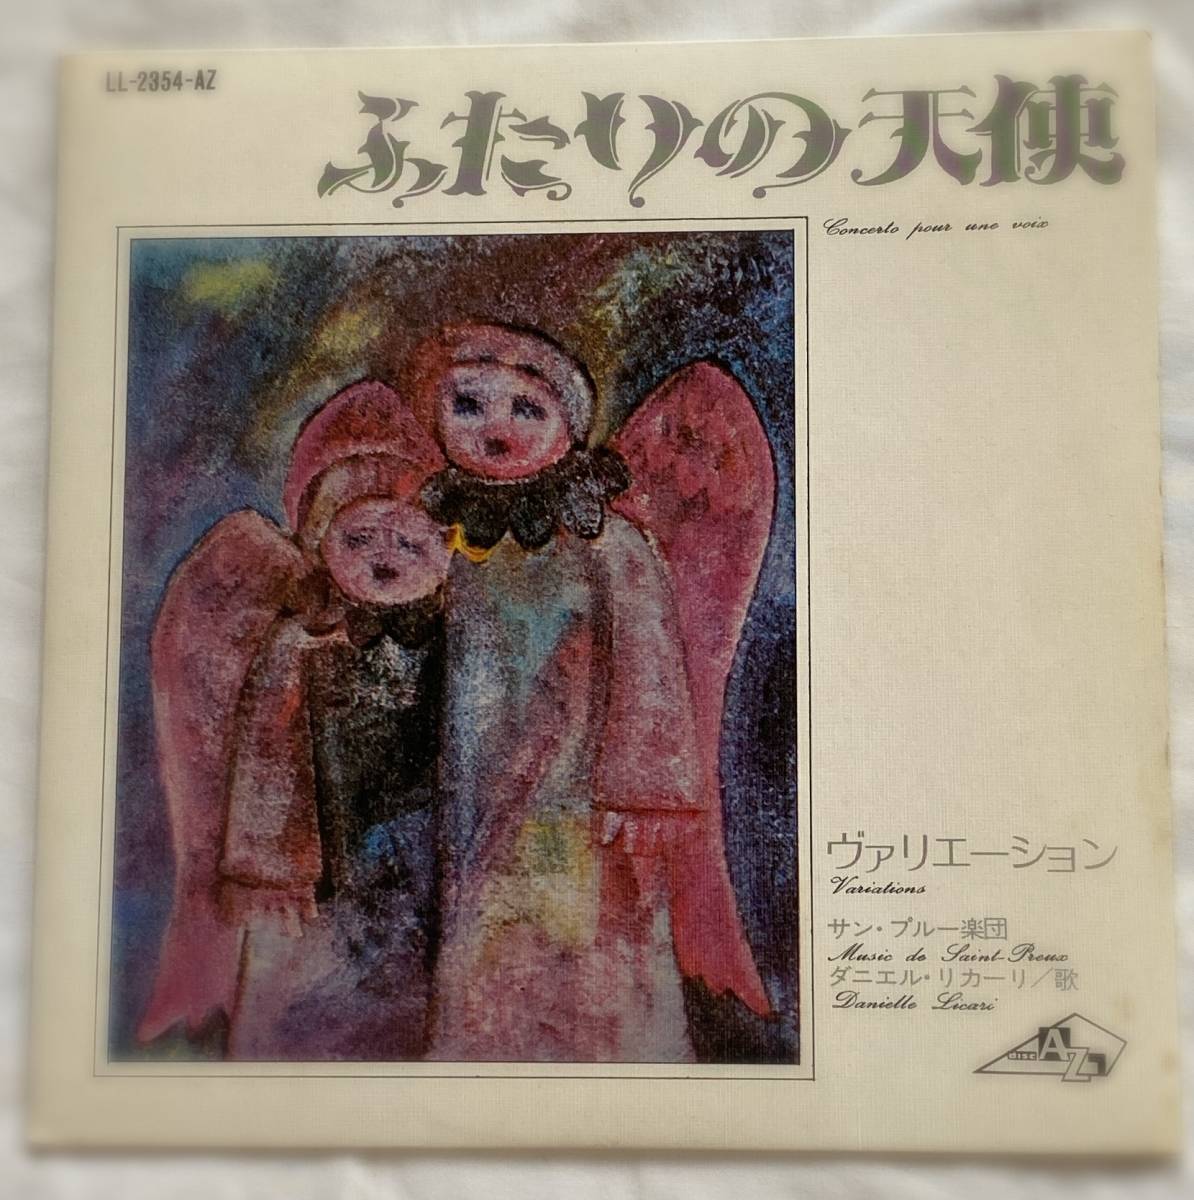 LL-2354-AZ
ふたりの天使
Concerto pour une voix
ヴァリエーション
Variations
サン・プルー楽団
Music de Saint-Preux
ダニエル・リカーリ／歌
Danielle Licari
disc AZ